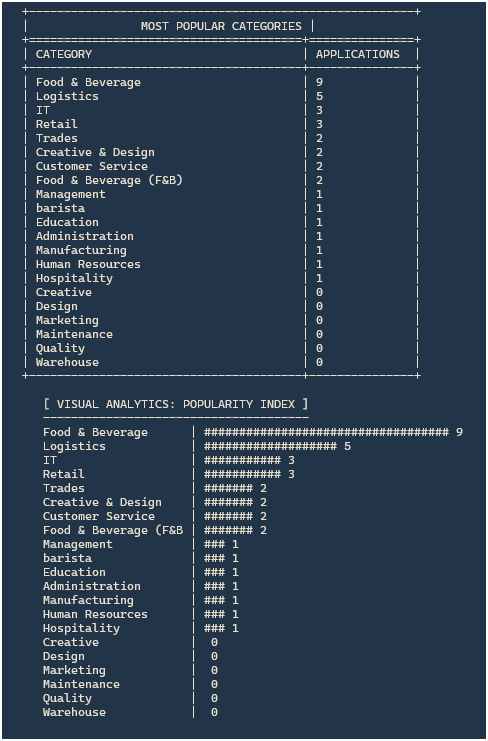 +-------------------------------------------------------+
|                MOST POPULAR CATEGORIES |
+=======================================+===============+
| CATEGORY                              | APPLICATIONS  |
+---------------------------------------+---------------+
| Food & Beverage                       | 9             |
| Logistics                             | 5             |
| IT                                    | 3             |
| Retail                                | 3             |
| Trades                                | 2             |
| Creative & Design                     | 2             |
| Customer Service                      | 2             |
| Food & Beverage (F&B)                 | 2             |
| Management                            | 1             |
| barista                               | 1             |
| Education                             | 1             |
| Administration                        | 1             |
| Manufacturing                         | 1             |
| Human Resources                       | 1             |
| Hospitality                           | 1             |
| Creative                              | 0             |
| Design                                | 0             |
| Marketing                             | 0             |
| Maintenance                           | 0             |
| Quality                               | 0             |
| Warehouse                             | 0             |
+---------------------------------------+---------------+
[ VISUAL ANALYTICS: POPULARITY INDEX ]
--------------------------------------
Food & Beverage      | ################################### 9
Logistics            | ################### 5
IT                   | ########### 3
Retail               | ########### 3
Trades               | ####### 2
Creative & Design    | ####### 2
Customer Service     | ####### 2
Food & Beverage (F&B | ####### 2
Management           | ### 1
barista              | ### 1
Education            | ### 1
Administration       | ### 1
Manufacturing        | ### 1
Human Resources      | ### 1
Hospitality          | ### 1
Creative             |  0
Design               |  0
Marketing            |  0
Maintenance          |  0
Quality              |  0
Warehouse            |  0